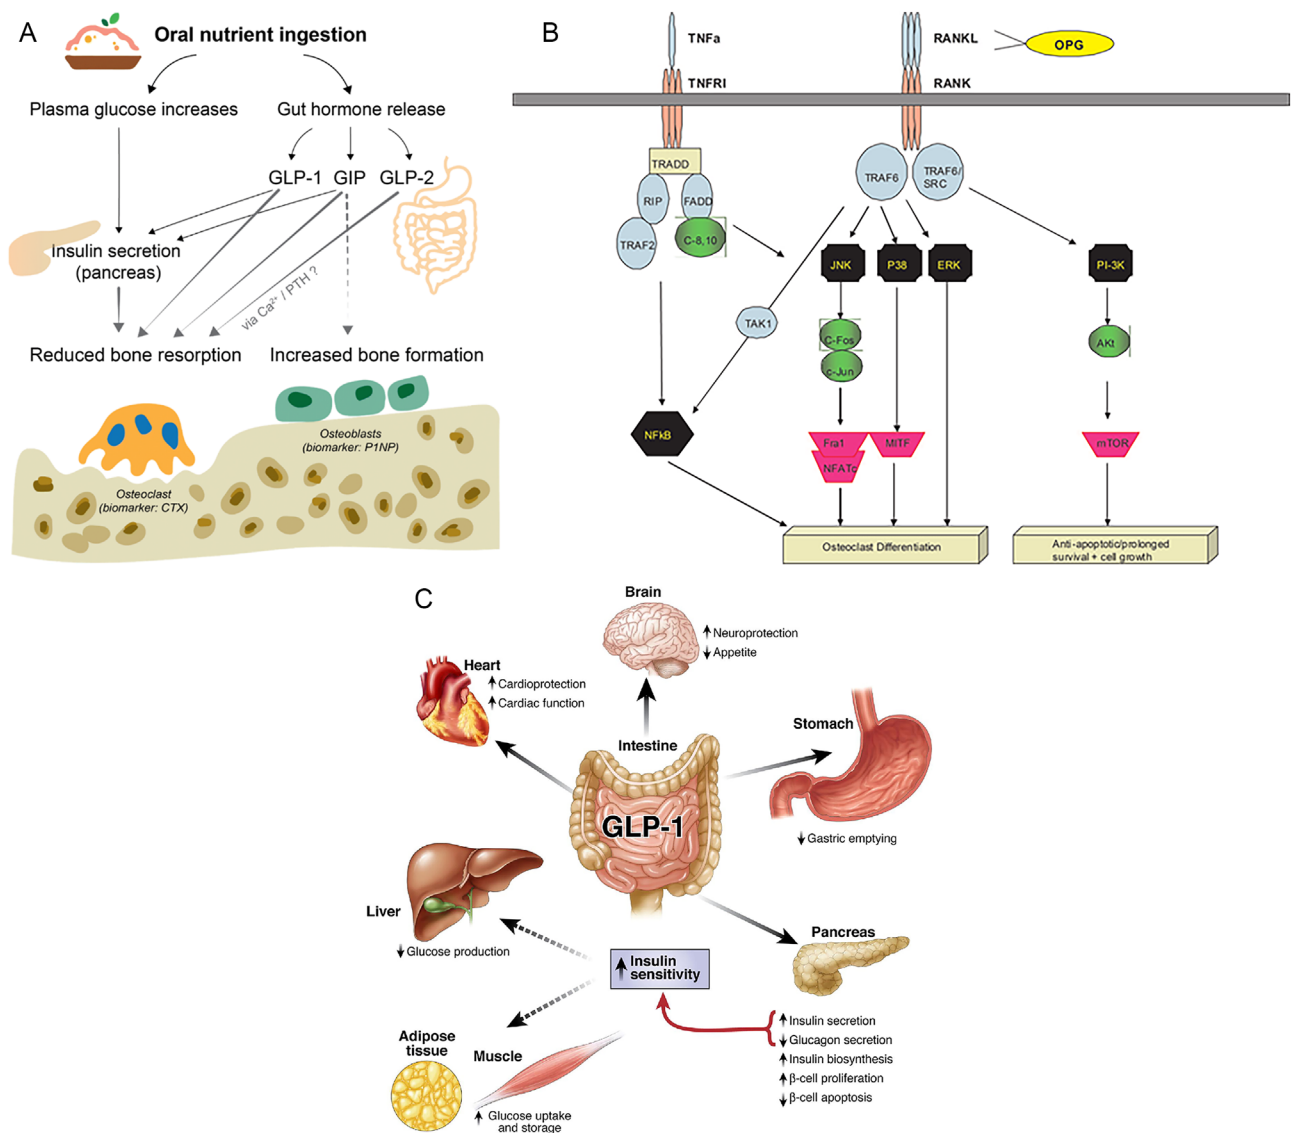 A
Oral nutrient ingestion
Plasma glucose increases
Gut hormone release
GLP-1
GIP
GLP-2
Insulin secretion
(pancreas)
via Ca²⁺ / PTH ?
Reduced bone resorption
Increased bone formation
Osteoblasts
(biomarker: P1NP)
Osteoclast
(biomarker: CTX)
B
TNFa
TNFRI
RANKL
RANK
OPG
TRADD
RIP
FADD
TRAF2
C-8,10
TRAF6
TRAF6/
SRC
JNK
P38
ERK
PI-3K
TAK1
C-Fos
c-Jun
AKt
NFkB
Fra1
NFATc
MITF
mTOR
Osteoclast Differentiation
Anti-apoptotic/prolonged
survival + cell growth
C
Brain
Neuroprotection
Appetite
Heart
Cardioprotection
Cardiac function
Intestine
GLP-1
Stomach
Gastric emptying
Liver
Glucose production
Pancreas
Insulin
sensitivity
Insulin secretion
Glucagon secretion
Insulin biosynthesis
β-cell proliferation
β-cell apoptosis
Adipose
tissue
Muscle
Glucose uptake
and storage